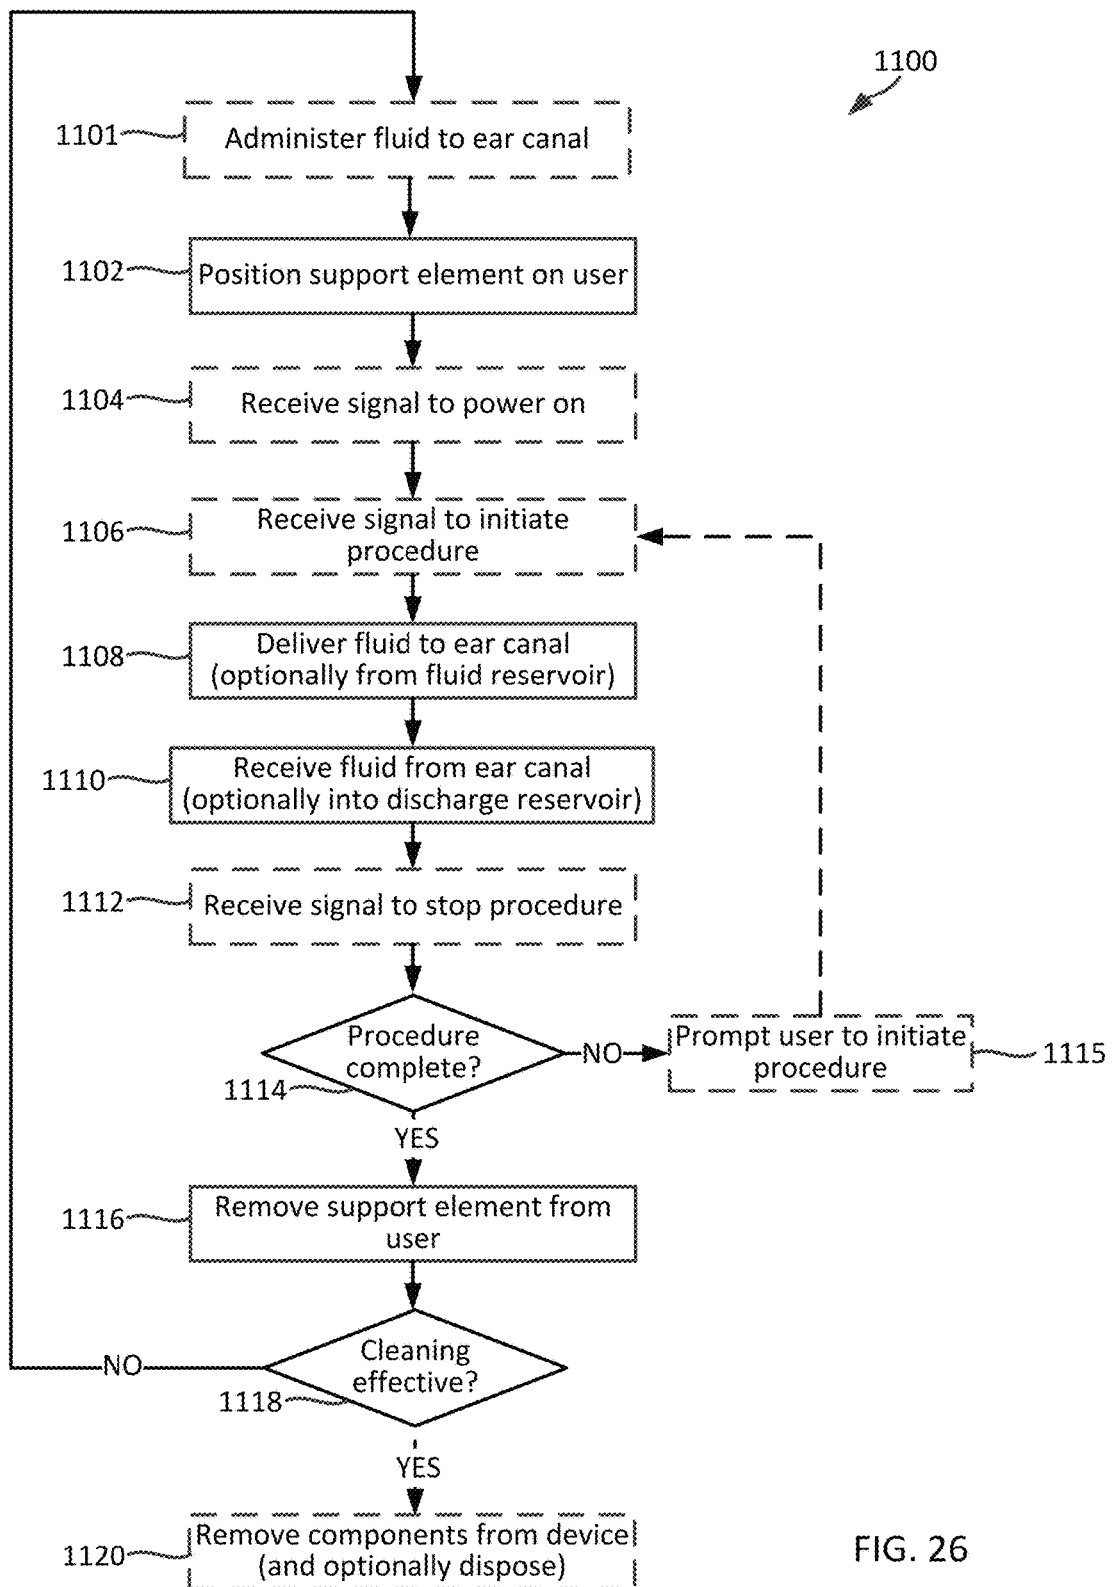 1100
1101
Administer fluid to ear canal
1102
Position support element on user
1104
Receive signal to power on
1106
Receive signal to initiate
procedure
1108
Deliver fluid to ear canal
(optionally from fluid reservoir)
1110
Receive fluid from ear canal
(optionally into discharge reservoir)
1112
Receive signal to stop procedure
Procedure
complete?
1114
NO
Prompt user to initiate
procedure
1115
YES
1116
Remove support element from
user
Cleaning
effective?
1118
NO
YES
1120
Remove components from device
(and optionally dispose)
FIG. 26